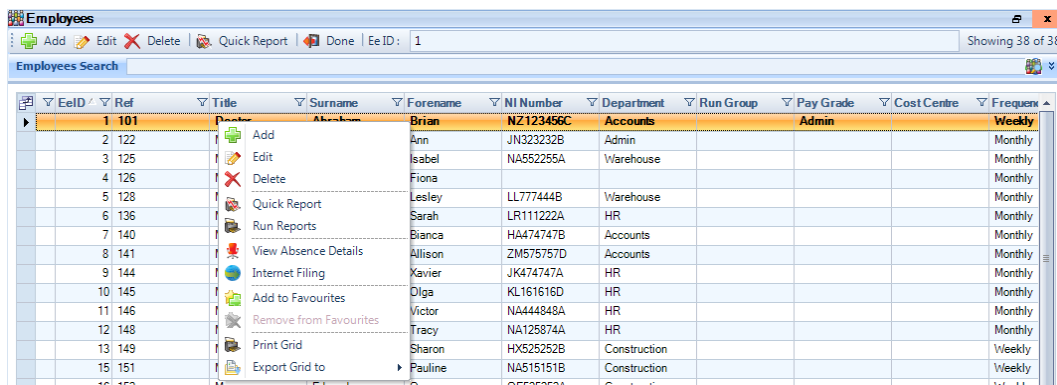 Employees
Add Edit Delete Quick Report Done Ee ID : 1 Showing 38 of 38
Employees Search
EeID Ref Title Surname Forename NI Number Department Run Group Pay Grade Cost Centre Frequen
1 101 Doctor Abraham Brian NZ123456C Accounts Admin Weekly
2 122 Ann JN323232B Admin Monthly
3 125 Isabel NA552255A Warehouse Monthly
4 126 Fiona Monthly
5 128 Lesley LL777444B Warehouse Monthly
6 136 Sarah LR111222A HR Monthly
7 140 Bianca HA474747B Accounts Monthly
8 141 Allison ZM575757D Accounts Monthly
9 144 Xavier JK474747A HR Monthly
10 145 Olga KL161616D HR Monthly
11 146 Victor NA444848A HR Monthly
12 148 Tracy NA125874A HR Monthly
13 149 Sharon HX525252B Construction Weekly
15 151 Pauline NA515151B Construction Weekly
Add
Edit
Delete
Quick Report
Run Reports
View Absence Details
Internet Filing
Add to Favourites
Remove from Favourites
Print Grid
Export Grid to